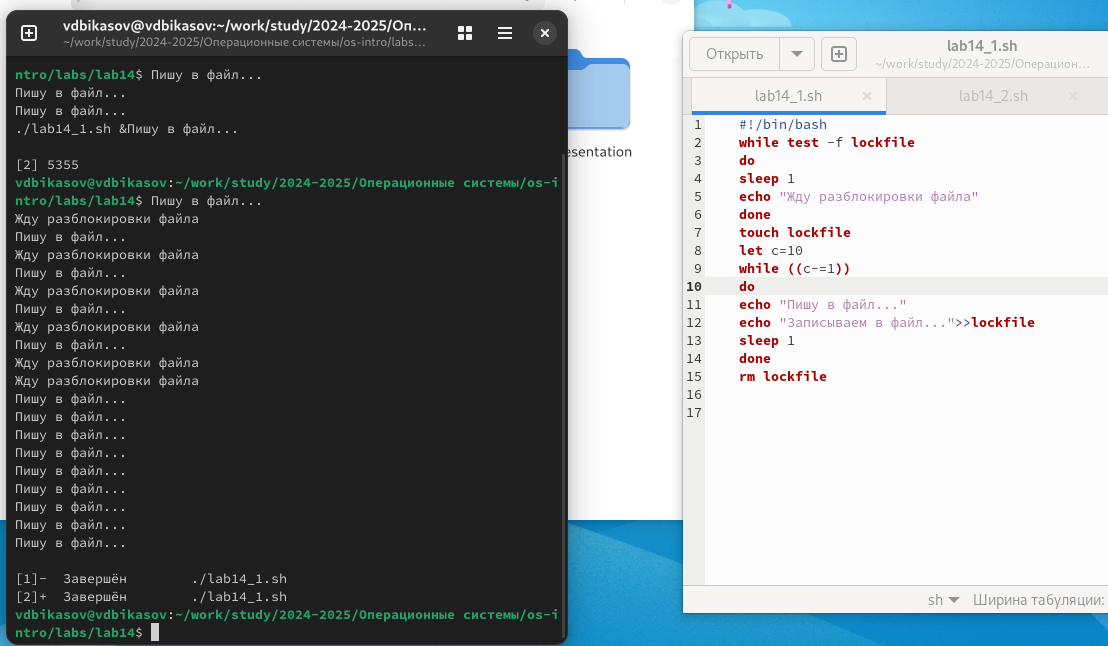 vdbikasov@vdbikasov:~/work/study/2024-2025/Оп...
~/work/study/2024-2025/Операционные системы/os-intro/labs...
ntro/labs/lab14$ Пишу в файл...
Пишу в файл...
Пишу в файл...
./lab14_1.sh &Пишу в файл...
[2] 5355
vdbikasov@vdbikasov:~/work/study/2024-2025/Операционные системы/os-i
ntro/labs/lab14$ Пишу в файл...
Жду разблокировки файла
Пишу в файл...
Жду разблокировки файла
Пишу в файл...
Жду разблокировки файла
Пишу в файл...
Жду разблокировки файла
Пишу в файл...
Жду разблокировки файла
Жду разблокировки файла
Пишу в файл...
Пишу в файл...
Пишу в файл...
Пишу в файл...
Пишу в файл...
Пишу в файл...
Пишу в файл...
Пишу в файл...
Пишу в файл...
[1]-  Завершён        ./lab14_1.sh
[2]+  Завершён        ./lab14_1.sh
vdbikasov@vdbikasov:~/work/study/2024-2025/Операционные системы/os-i
ntro/labs/lab14$
esentation
Открыть
lab14_1.sh
~/work/study/2024-2025/Операцион...
lab14_1.sh ×
lab14_2.sh ×
1 #!/bin/bash
2 while test -f lockfile
3 do
4 sleep 1
5 echo "Жду разблокировки файла"
6 done
7 touch lockfile
8 let c=10
9 while ((c-=1))
10 do
11 echo "Пишу в файл..."
12 echo "Записываем в файл...">>lockfile
13 sleep 1
14 done
15 rm lockfile
16
17
sh
Ширина табуляции: